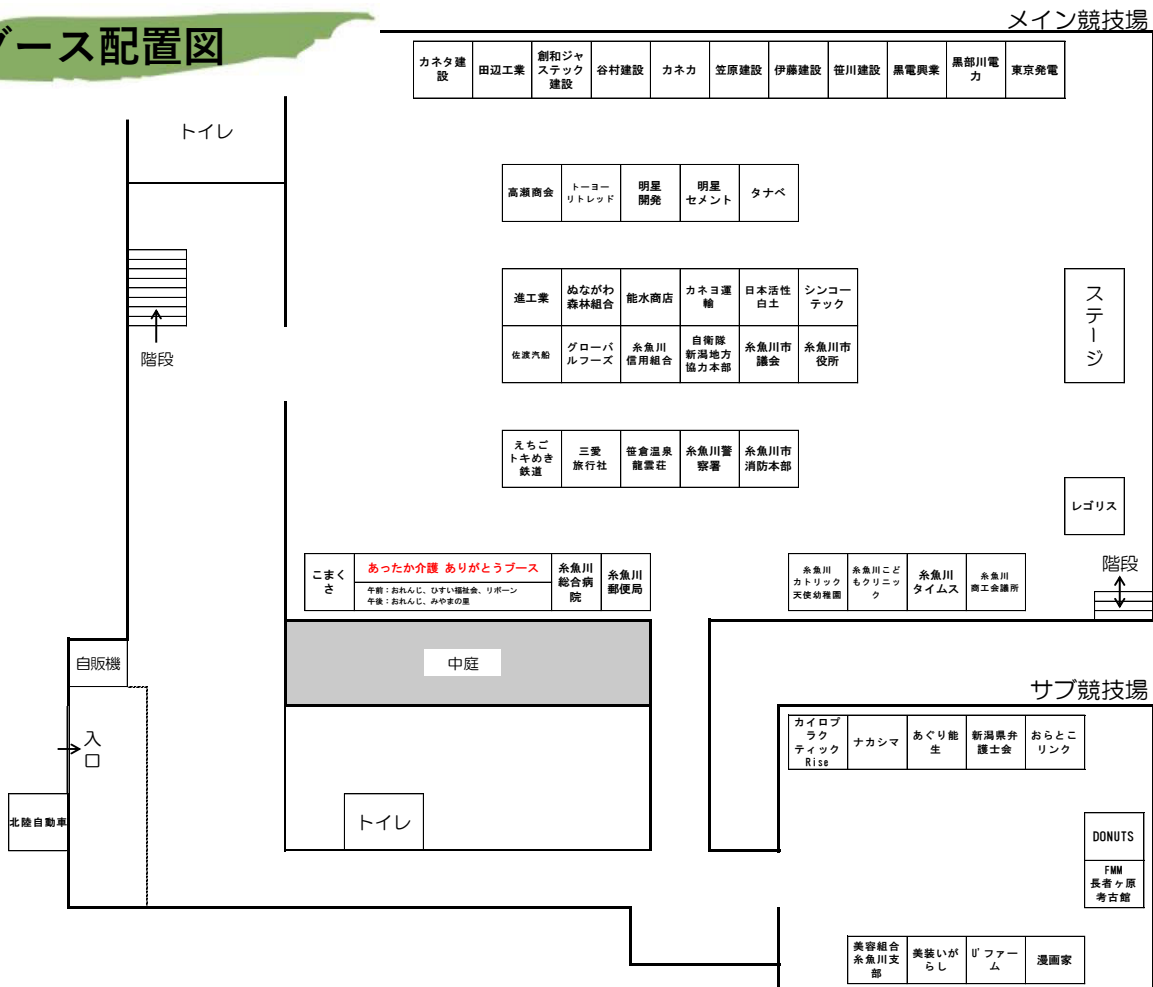 ブース配置図
メイン競技場
カネタ建
設
田辺工業
創和ジャ
ステック
建設
谷村建設
カネカ
笠原建設
伊藤建設
笹川建設
黒電興業
黒部川電
力
東京発電
トイレ
高瀬商会
トーヨー
リトレッド
明星
開発
明星
セメント
タナベ
階段
進工業
ぬながわ
森林組合
能水商店
カネヨ運
輸
日本活性
白土
シンコー
テック
佐渡汽船
グローバ
ルフーズ
糸魚川
信用組合
自衛隊
新潟地方
協力本部
糸魚川市
議会
糸魚川市
役所
ステージ
えちご
トキめき
鉄道
三愛
旅行社
笹倉温泉
龍雲荘
糸魚川警
察署
糸魚川市
消防本部
レゴリス
こまく
さ
あったか介護 ありがとうブース
午前：おれんじ、ひすい福祉会、リボーン
午後：おれんじ、みやまの里
糸魚川
総合病
院
糸魚川
郵便局
糸魚川
カトリック
天使幼稚園
糸魚川こど
もクリニッ
ク
糸魚川
タイムス
糸魚川
商工会議所
階段
中庭
自販機
入
口
北陸自動車
トイレ
サブ競技場
カイロプ
ラク
ティック
Rise
ナカシマ
あぐり能
生
新潟県弁
護士会
おらとこ
リンク
DONUTS
FMM
長者ヶ原
考古館
美容組合
糸魚川支
部
美装いが
らし
U'ファー
ム
漫画家